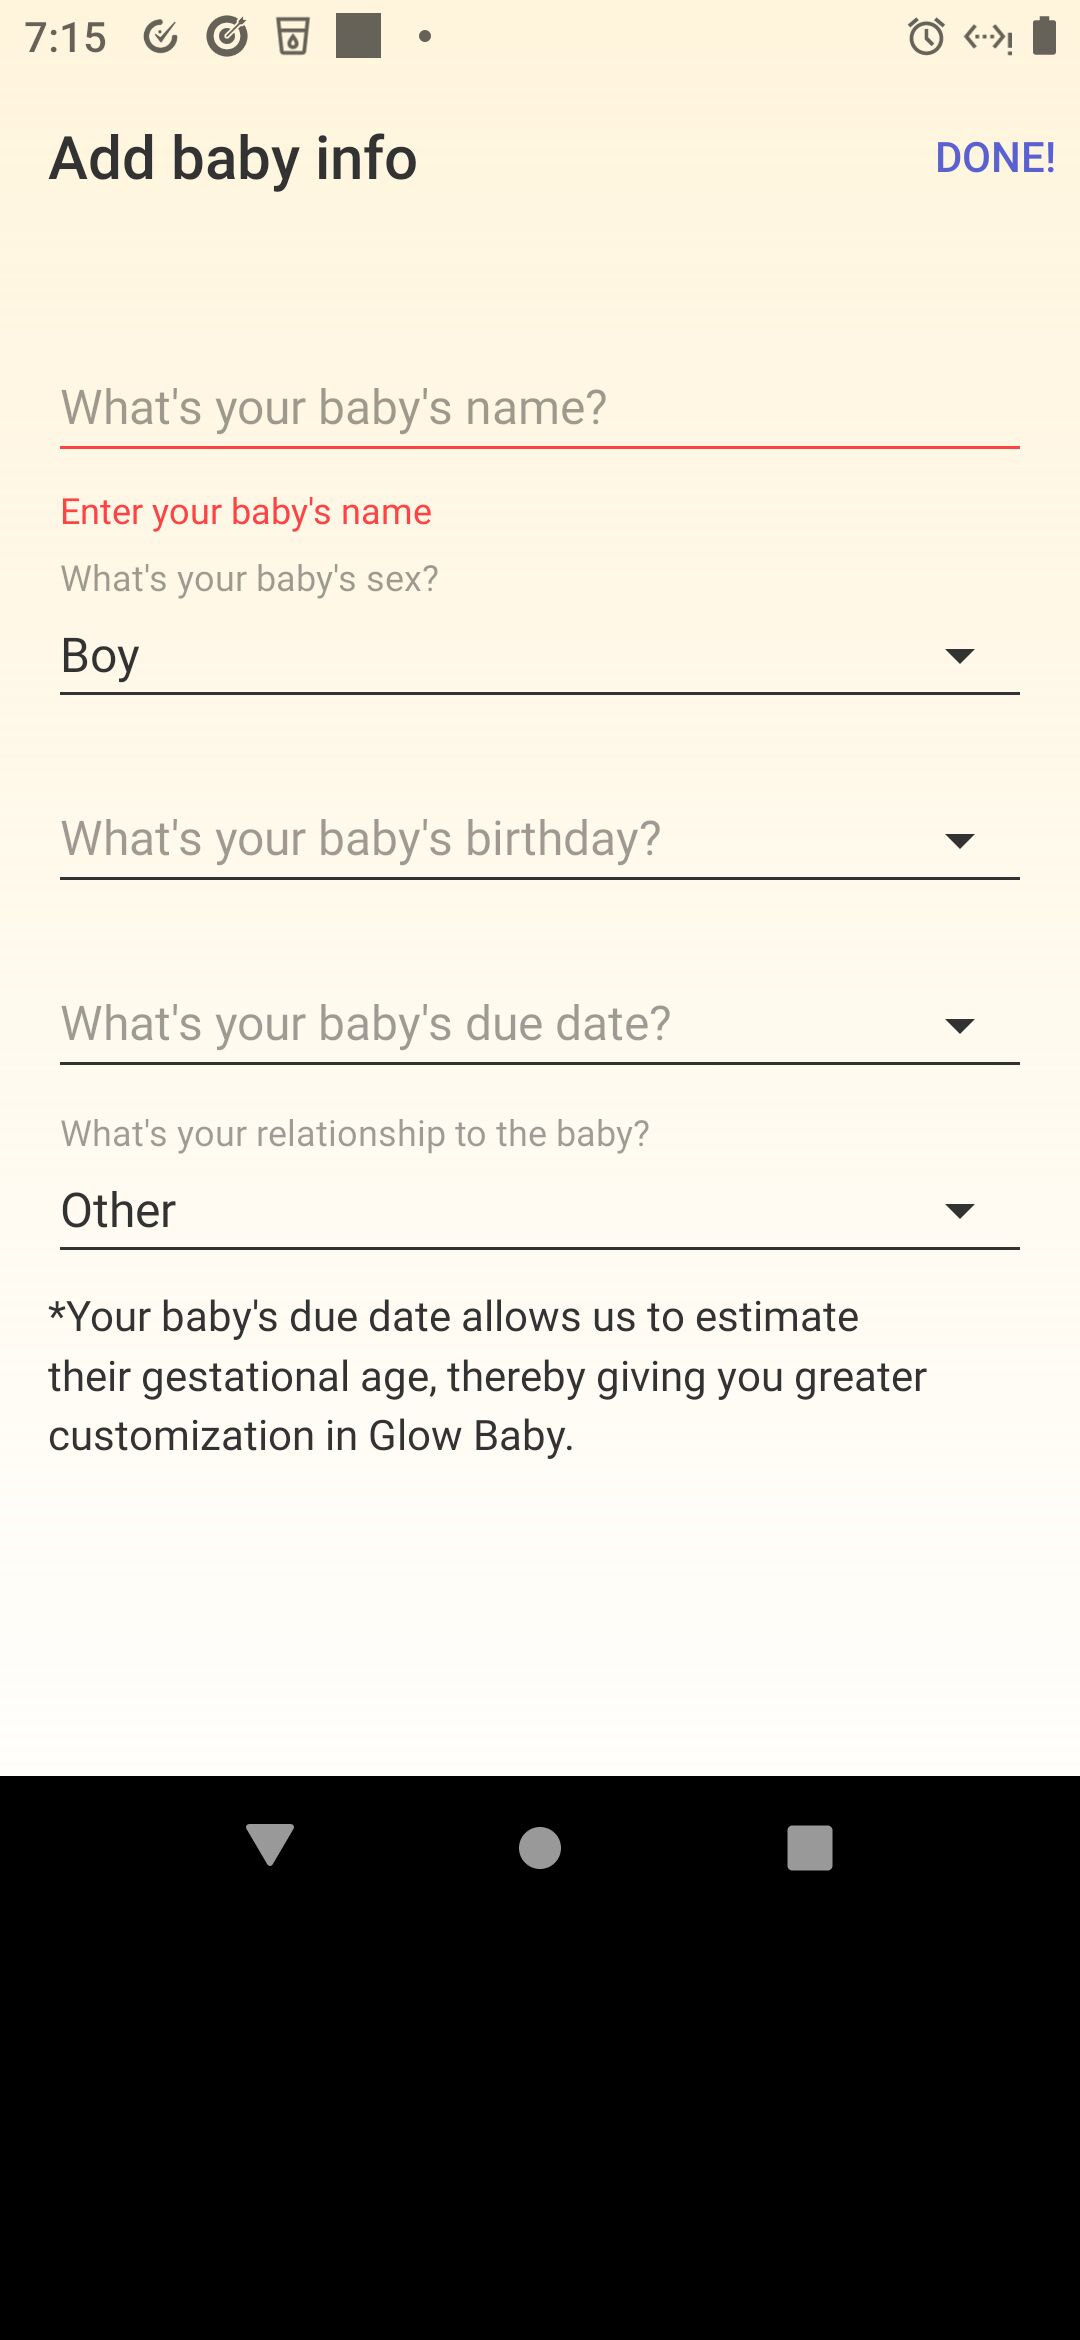 7:15
Add baby info
DONE!
What's your baby's name?
Enter your baby's name
What's your baby's sex?
Boy
What's your baby's birthday?
What's your baby's due date?
What's your relationship to the baby?
Other
*Your baby's due date allows us to estimate
their gestational age, thereby giving you greater
customization in Glow Baby.